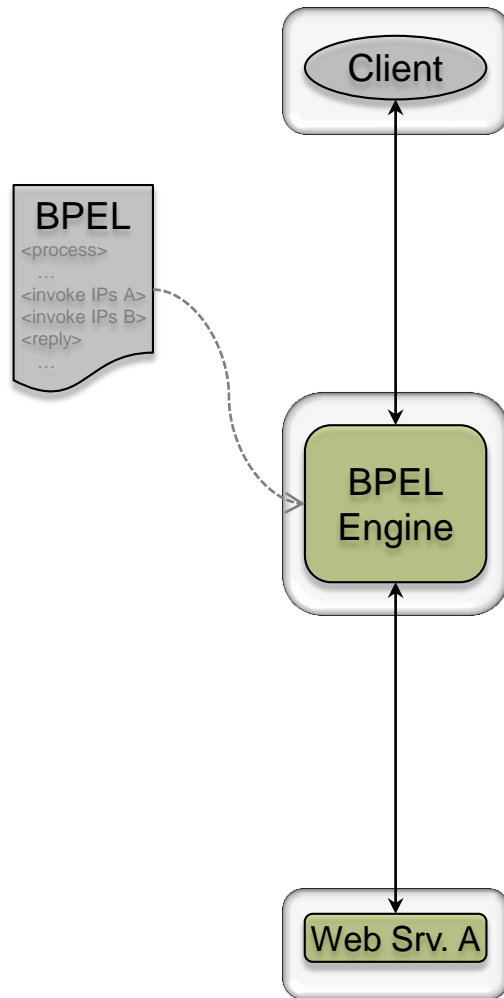 Client
BPEL
<process>
...
<invoke IPs A>
<invoke IPs B>
<reply>
...
BPEL
Engine
Web Srv. A